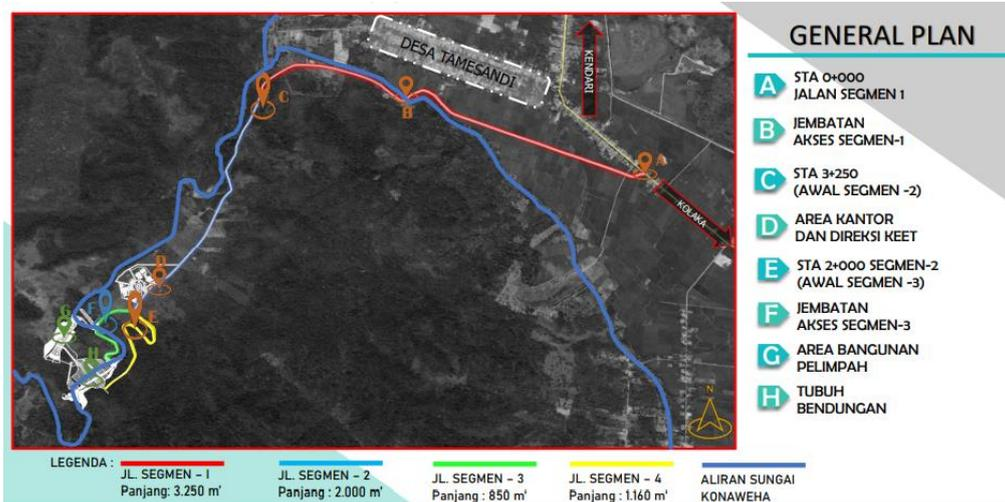 GENERAL PLAN
A
STA 0+000
JALAN SEGMEN 1
B
JEMBATAN
AKSES SEGMEN-1
C
STA 3+250
(AWAL SEGMEN -2)
D
AREA KANTOR
DAN DIREKSI KEET
E
STA 2+000 SEGMEN-2
(AWAL SEGMEN -3)
F
JEMBATAN
AKSES SEGMEN-3
G
AREA BANGUNAN
PELIMPAH
H
TUBUH
BENDUNGAN
DESA TAMESANDI
KENDARI
KOLAKA
A
B
C
D
E
F
G
H
N
LEGENDA :
JL. SEGMEN – 1
Panjang: 3.250 m'
JL. SEGMEN – 2
Panjang : 2.000 m'
JL. SEGMEN – 3
Panjang : 850 m'
JL. SEGMEN – 4
Panjang : 1.160 m'
ALIRAN SUNGAI
KONAWEHA